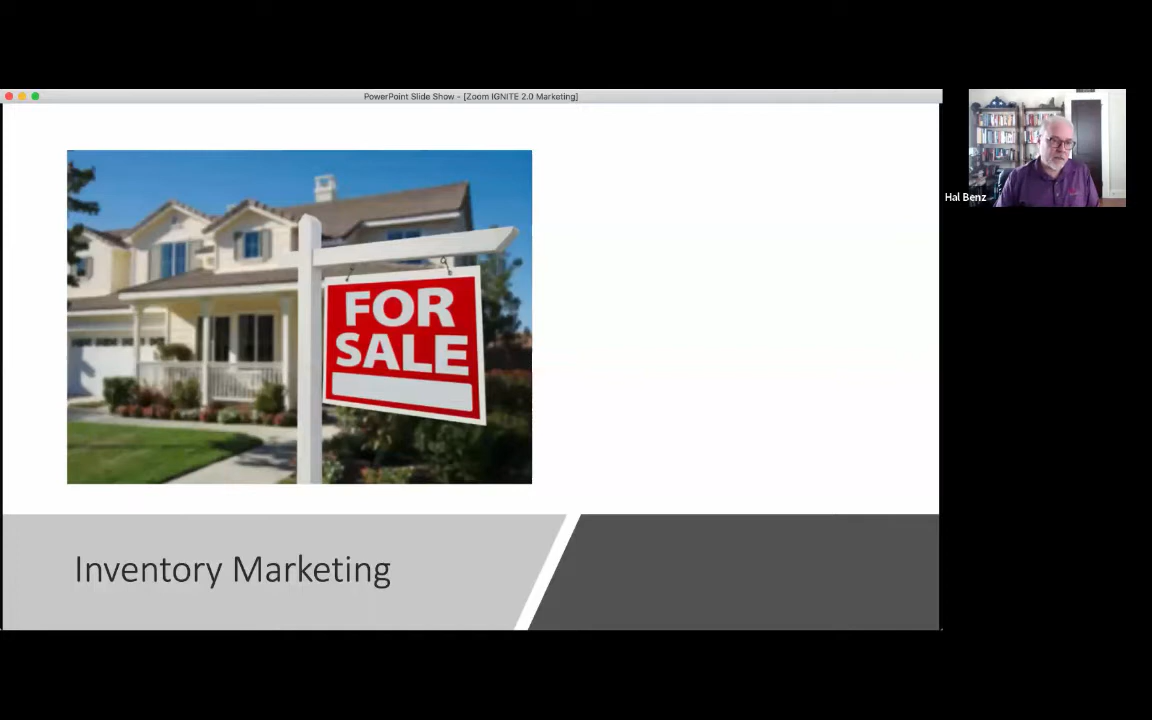 PowerPoint Slide Show - [Zoom IGNITE 2.0 Marketing]
FOR
SALE
Hal Benz
Inventory Marketing